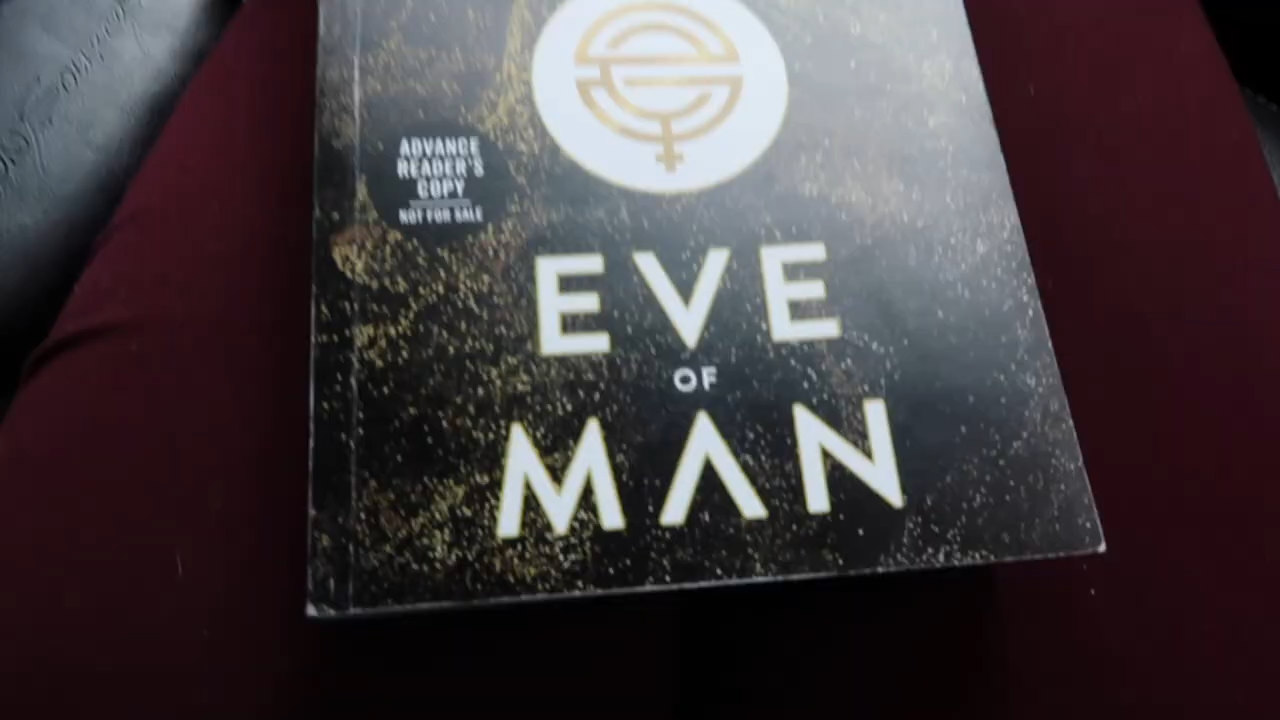 ADVANCE
READER'S
COPY
NOT FOR SALE
EVE
OF
MAN